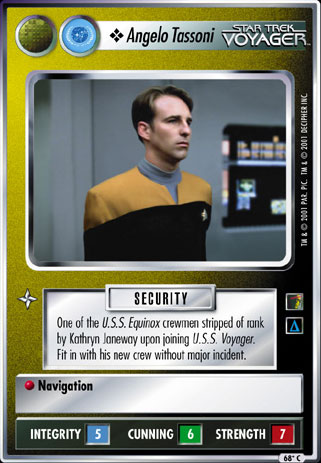 ❖ Angelo Tassoni
STAR TREK
VOYAGER™
TM & © 2001 PAR. PIC. TM & © 2001 DECIPHER INC.
SECURITY
One of the U.S.S. Equinox crewmen stripped of rank
by Kathryn Janeway upon joining U.S.S. Voyager.
Fit in with his new crew without major incident.
Navigation
INTEGRITY 5 CUNNING 6 STRENGTH 7
68* C